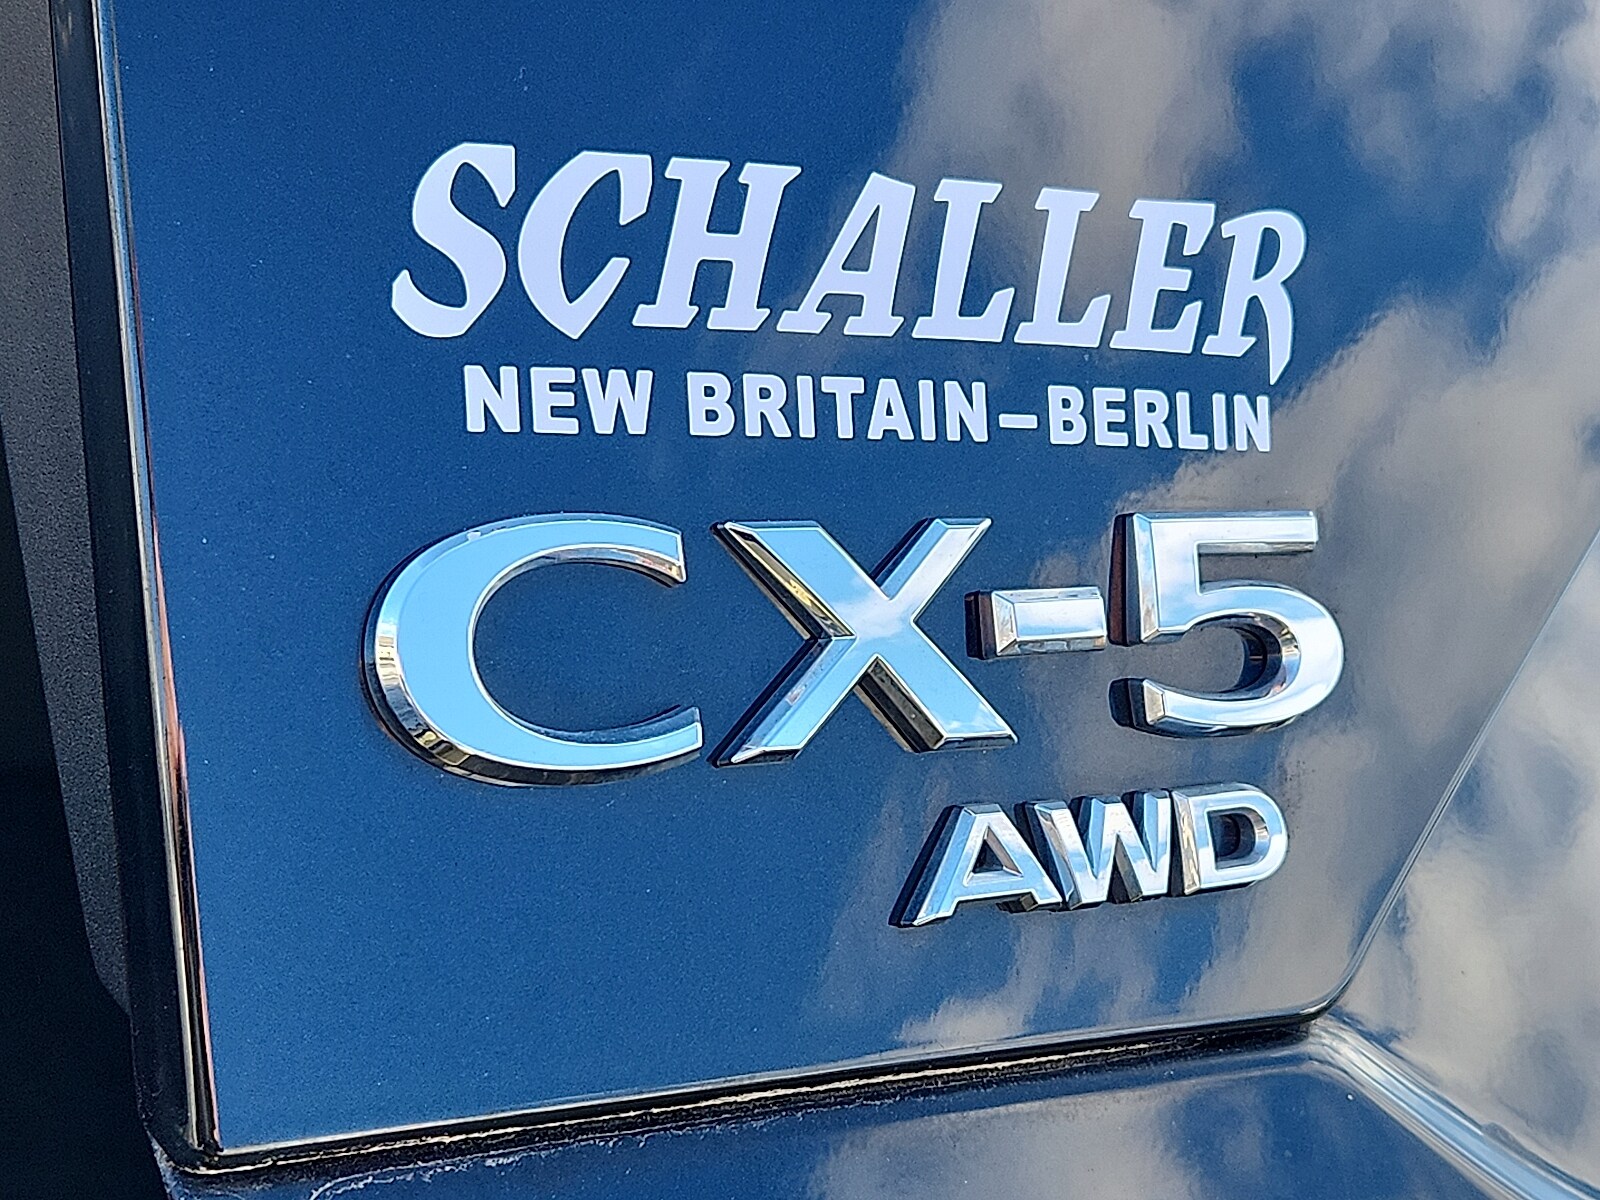 SCHALLER
NEW BRITAIN-BERLIN
CX-5
AWD